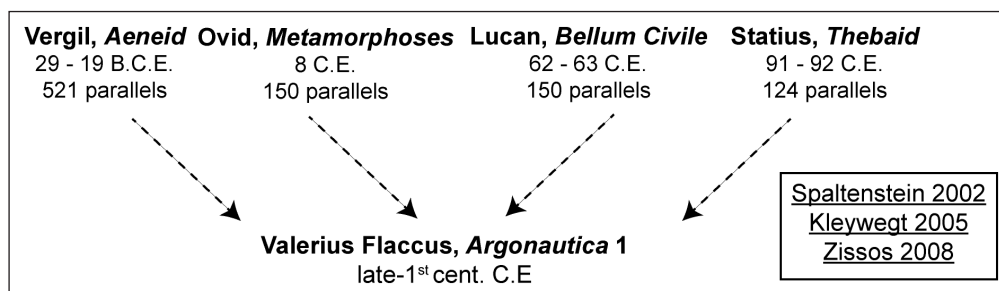 Vergil, Aeneid Ovid, Metamorphoses Lucan, Bellum Civile Statius, Thebaid
29 - 19 B.C.E. 8 C.E. 62 - 63 C.E. 91 - 92 C.E.
521 parallels 150 parallels 150 parallels 124 parallels
Spaltenstein 2002
Kleywegt 2005
Zissos 2008
Valerius Flaccus, Argonautica 1
late-1st cent. C.E